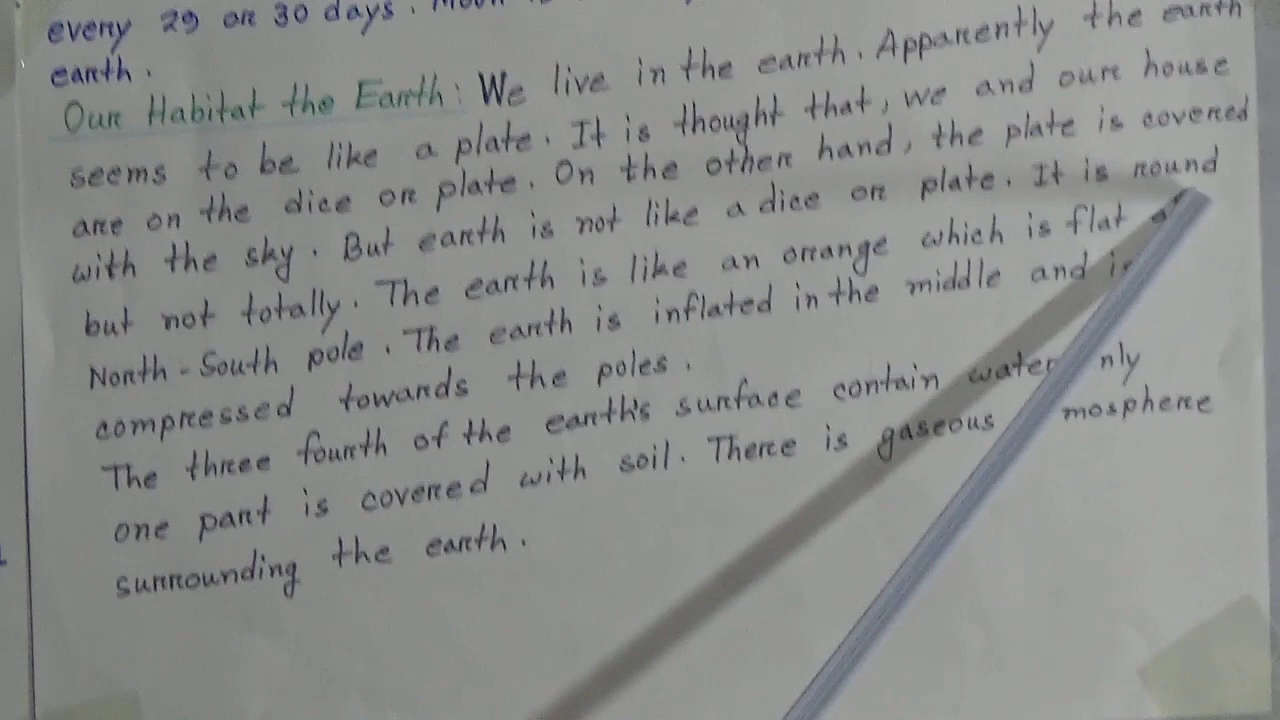 every 29 or 30 days. Moon is
earth.
Our Habitat the Earth: We live in the earth. Apparently the earth
seems to be like a plate. It is thought that, we and our house
are on the dice or plate. On the other hand, the plate is covered
with the sky. But earth is not like a dice or plate. It is round
but not totally. The earth is like an orange which is flat
North-South pole. The earth is inflated in the middle and
compressed towards the poles.
The three fourth of the earth's surface contain water
one part is covered with soil. There is gaseous
surrounding the earth.